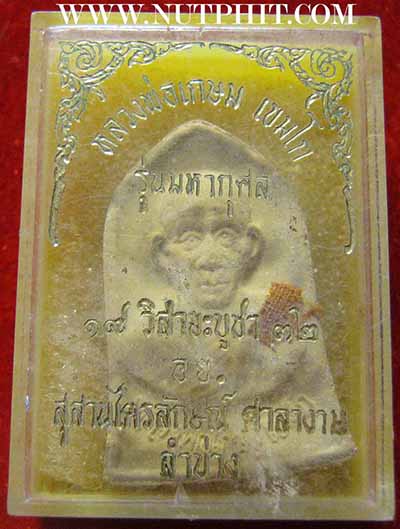 WWW.NUTPHIT.COM
หลวงพ่อเกษม เขมโก
รุ่นมหากุศล
๑๗ วิสาขะบูชา ๓๒
อ.ย.
สุสานไตรลักษณ์ ศาลาวงาม
ลำปาง